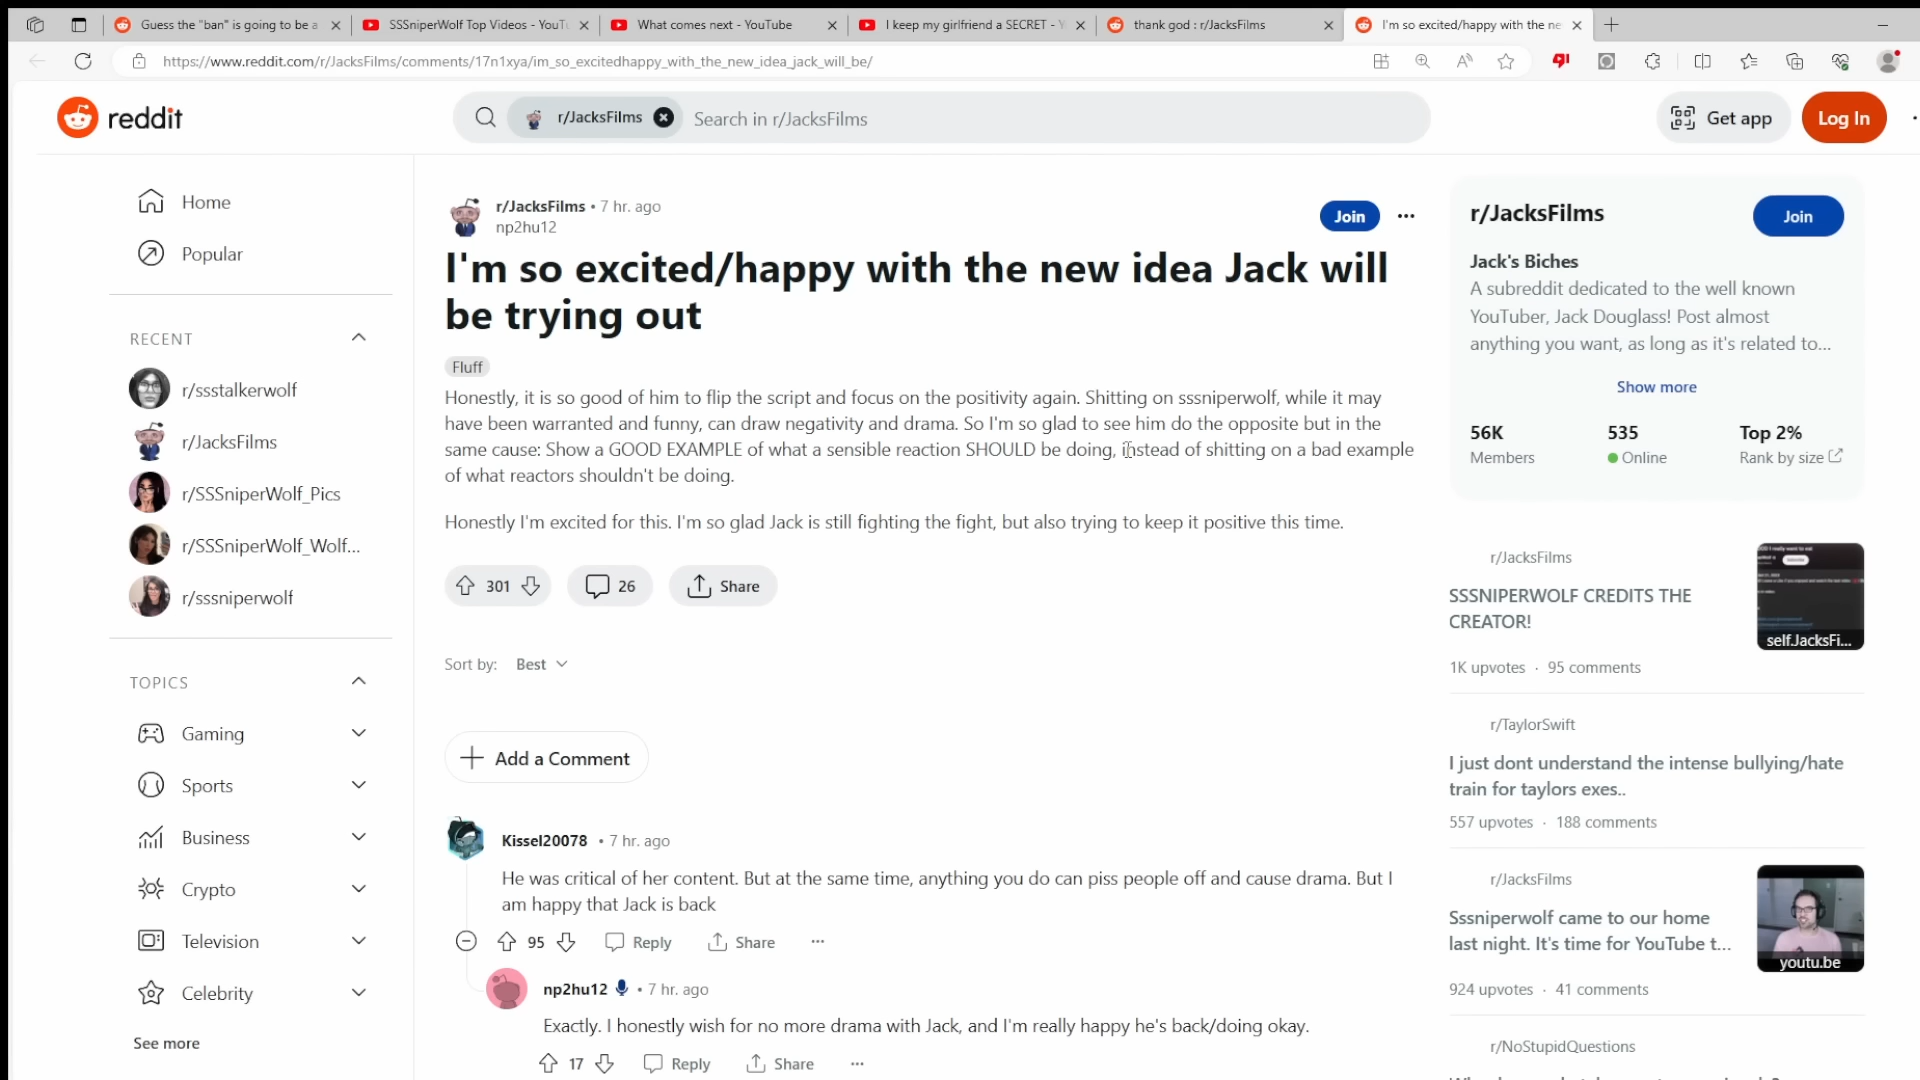 Guess the "ban" is going to be a
SSSniperWolf Top Videos - YouTu
What comes next - YouTube
I keep my girlfriend a SECRET - Y
thank god : r/JacksFilms
I'm so excited/happy with the ne
https://www.reddit.com/r/JacksFilms/comments/17n1xya/im_so_excitedhappy_with_the_new_idea_jack_will_be/
reddit
r/JacksFilms
Search in r/JacksFilms
Get app
Log In
Home
Popular
RECENT
r/ssstalkerwolf
r/JacksFilms
r/SSSniperWolf_Pics
r/SSSniperWolf_Wolf...
r/sssniperwolf
TOPICS
Gaming
Sports
Business
Crypto
Television
Celebrity
See more
r/JacksFilms • 7 hr. ago
np2hu12
Join
I'm so excited/happy with the new idea Jack will
be trying out
Fluff
Honestly, it is so good of him to flip the script and focus on the positivity again. Shitting on sssniperwolf, while it may
have been warranted and funny, can draw negativity and drama. So I'm so glad to see him do the opposite but in the
same cause: Show a GOOD EXAMPLE of what a sensible reaction SHOULD be doing, instead of shitting on a bad example
of what reactors shouldn't be doing.
Honestly I'm excited for this. I'm so glad Jack is still fighting the fight, but also trying to keep it positive this time.
301
26
Share
Sort by: Best
Add a Comment
Kissel20078 • 7 hr. ago
He was critical of her content. But at the same time, anything you do can piss people off and cause drama. But I
am happy that Jack is back
95
Reply
Share
np2hu12 • 7 hr. ago
Exactly. I honestly wish for no more drama with Jack, and I'm really happy he's back/doing okay.
17
Reply
Share
r/JacksFilms
Join
Jack's Biches
A subreddit dedicated to the well known
YouTuber, Jack Douglass! Post almost
anything you want, as long as it's related to...
Show more
56K
535
Top 2%
Members
Online
Rank by size
r/JacksFilms
SSSNIPERWOLF CREDITS THE
CREATOR!
self.JacksFi...
1K upvotes · 95 comments
r/TaylorSwift
I just dont understand the intense bullying/hate
train for taylors exes..
557 upvotes · 188 comments
r/JacksFilms
Sssniperwolf came to our home
last night. It's time for YouTube t...
youtu.be
924 upvotes · 41 comments
r/NoStupidQuestions